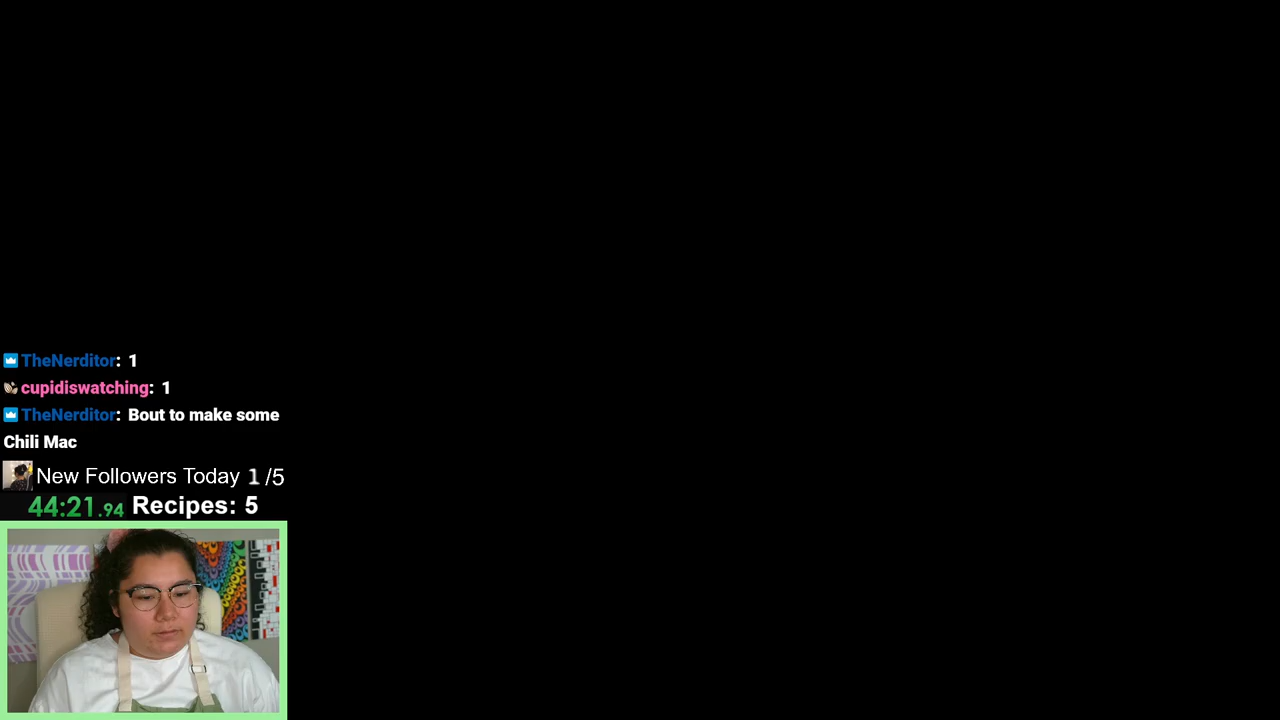 TheNerditor: 1
cupidiswatching: 1
TheNerditor: Bout to make some
Chili Mac
New Followers Today 1 /5
44:21.94 Recipes: 5